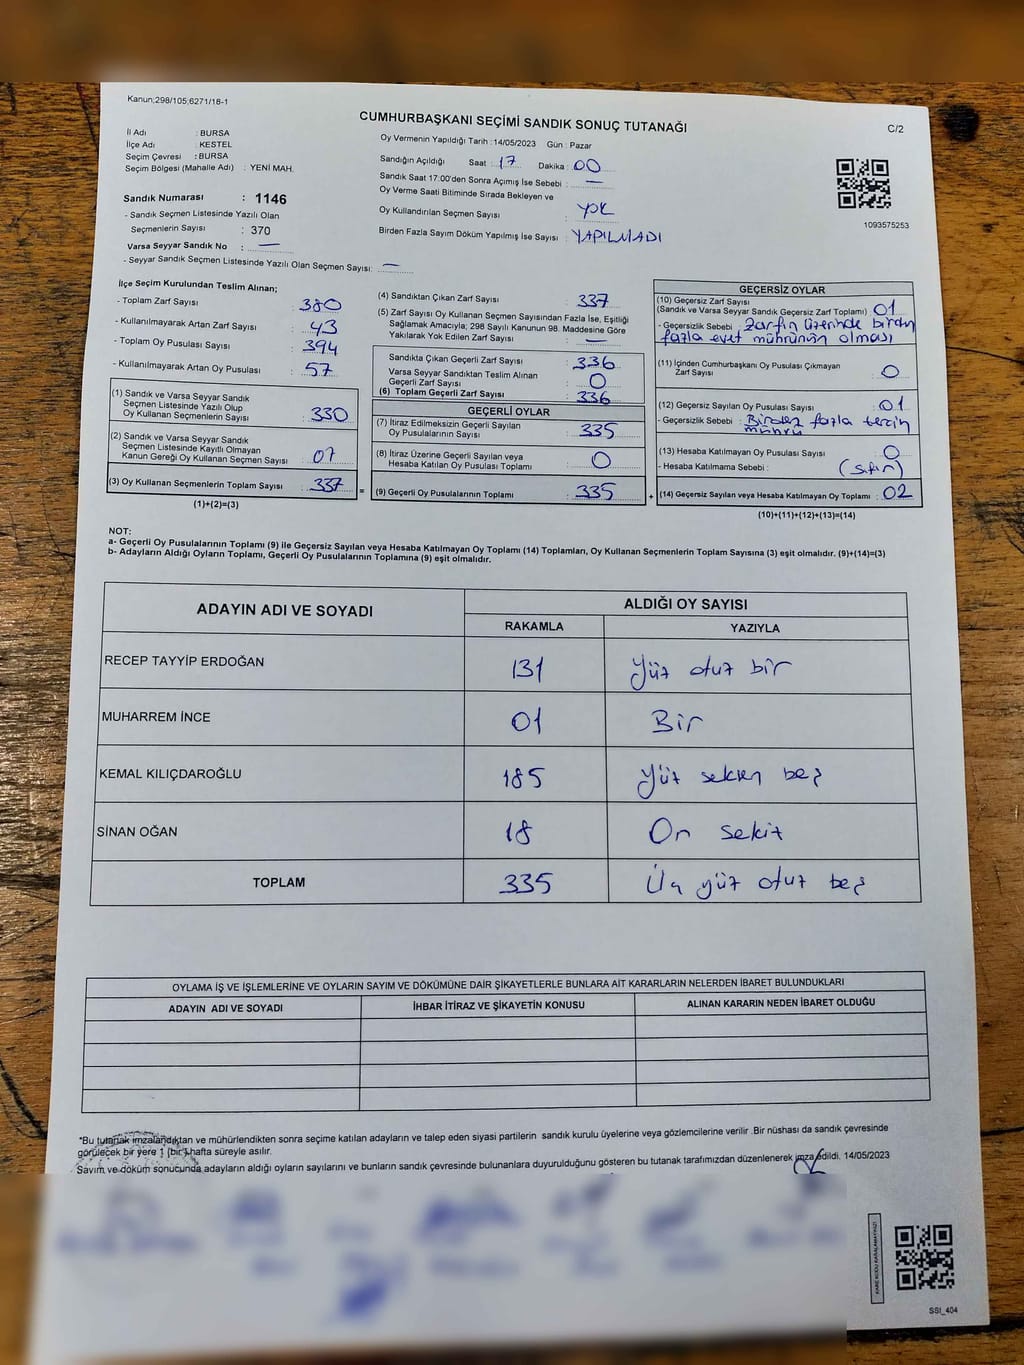 Kanun;298/105;6271/18-1
CUMHURBAŞKANI SEÇİMİ SANDIK SONUÇ TUTANAĞI
C/2
İl Adı : BURSA
İlçe Adı : KESTEL
Seçim Çevresi : BURSA
Seçim Bölgesi (Mahalle Adı) : YENİ MAH.
Sandık Numarası : 1146
- Sandık Seçmen Listesinde Yazılı Olan
Seçmenlerin Sayısı : 370
Varsa Seyyar Sandık No : —
- Seyyar Sandık Seçmen Listesinde Yazılı Olan Seçmen Sayısı: —
Oy Vermenin Yapıldığı Tarih :14/05/2023 Gün : Pazar
Sandığın Açıldığı Saat : 17 Dakika : 00
Sandık Saat 17:00'den Sonra Açımış İse Sebebi : —
Oy Verme Saati Bitiminde Sırada Bekleyen ve
Oy Kullandırılan Seçmen Sayısı : YOK
Birden Fazla Sayım Döküm Yapılmış İse Sayısı : YAPILMADI
1093575253
İlçe Seçim Kurulundan Teslim Alınan;
- Toplam Zarf Sayısı : 380
- Kullanılmayarak Artan Zarf Sayısı : 43
- Toplam Oy Pusulası Sayısı : 394
- Kullanılmayarak Artan Oy Pusulası : 57
(1) Sandık ve Varsa Seyyar Sandık
Seçmen Listesinde Yazılı Olup
Oy Kullanan Seçmenlerin Sayısı : 330
(2) Sandık ve Varsa Seyyar Sandık
Seçmen Listesinde Kayıtlı Olmayan
Kanun Gereği Oy Kullanan Seçmen Sayısı : 07
(3) Oy Kullanan Seçmenlerin Toplam Sayısı : 337 =
(1)+(2)=(3)
(4) Sandıktan Çıkan Zarf Sayısı : 337
(5) Zarf Sayısı Oy Kullanan Seçmen Sayısından Fazla İse, Eşitliği
Sağlamak Amacıyla; 298 Sayılı Kanunun 98. Maddesine Göre
Yakılarak Yok Edilen Zarf Sayısı : —
Sandıkta Çıkan Geçerli Zarf Sayısı : 336
Varsa Seyyar Sandıktan Teslim Alınan
Geçerli Zarf Sayısı : 0
(6) Toplam Geçerli Zarf Sayısı : 336
GEÇERLİ OYLAR
(7) İtiraz Edilmeksizin Geçerli Sayılan
Oy Pusulalarının Sayısı : 335
(8) İtiraz Üzerine Geçerli Sayılan veya
Hesaba Katılan Oy Pusulası Toplamı : 0
(9) Geçerli Oy Pusulalarının Toplamı : 335 +
GEÇERSİZ OYLAR
(10) Geçersiz Zarf Sayısı
(Sandık ve Varsa Seyyar Sandık Geçersiz Zarf Toplamı) : 01
- Geçersizlik Sebebi : Zarfın üzerinde birden
fazla evet mührünün olması
(11) İçinden Cumhurbaşkanı Oy Pusulası Çıkmayan
Zarf Sayısı : 0
(12) Geçersiz Sayılan Oy Pusulası Sayısı : 01
- Geçersizlik Sebebi : Birden fazla tercih
mührü
(13) Hesaba Katılmayan Oy Pusulası Sayısı : 0
- Hesaba Katılmama Sebebi : (sıfır)
(14) Geçersiz Sayılan veya Hesaba Katılmayan Oy Toplamı : 02
(10)+(11)+(12)+(13)=(14)
NOT:
a- Geçerli Oy Pusulalarının Toplamı (9) ile Geçersiz Sayılan veya Hesaba Katılmayan Oy Toplamı (14) Toplamları, Oy Kullanan Seçmenlerin Toplam Sayısına (3) eşit olmalıdır. (9)+(14)=(3)
b- Adayların Aldığı Oyların Toplamı, Geçerli Oy Pusulalarının Toplamına (9) eşit olmalıdır.
ADAYIN ADI VE SOYADI
ALDIĞI OY SAYISI
RAKAMLA YAZIYLA
RECEP TAYYİP ERDOĞAN 131 Yüz otuz bir
MUHARREM İNCE 01 Bir
KEMAL KILIÇDAROĞLU 185 Yüz seksen beş
SİNAN OĞAN 18 On sekiz
TOPLAM 335 Üç yüz otuz beş
OYLAMA İŞ VE İŞLEMLERİNE VE OYLARIN SAYIM VE DÖKÜMÜNE DAİR ŞİKAYETLERLE BUNLARA AİT KARARLARIN NELERDEN İBARET BULUNDUKLARI
ADAYIN ADI VE SOYADI İHBAR İTİRAZ VE ŞİKAYETİN KONUSU ALINAN KARARIN NEDEN İBARET OLDUĞU
*Bu tutanak imzalandıktan ve mühürlendikten sonra seçime katılan adayların ve talep eden siyasi partilerin sandık kurulu üyelerine veya gözlemcilerine verilir .Bir nüshası da sandık çevresinde
görülecek bir yere 1 (bir) hafta süreyle asılır.
Sayım ve döküm sonucunda adayların aldığı oyların sayılarını ve bunların sandık çevresinde bulunanlara duyurulduğunu gösteren bu tutanak tarafımızdan düzenlenerek imza edildi. 14/05/2023
KARE KODU KARALAMAYINIZ!
SSI_404